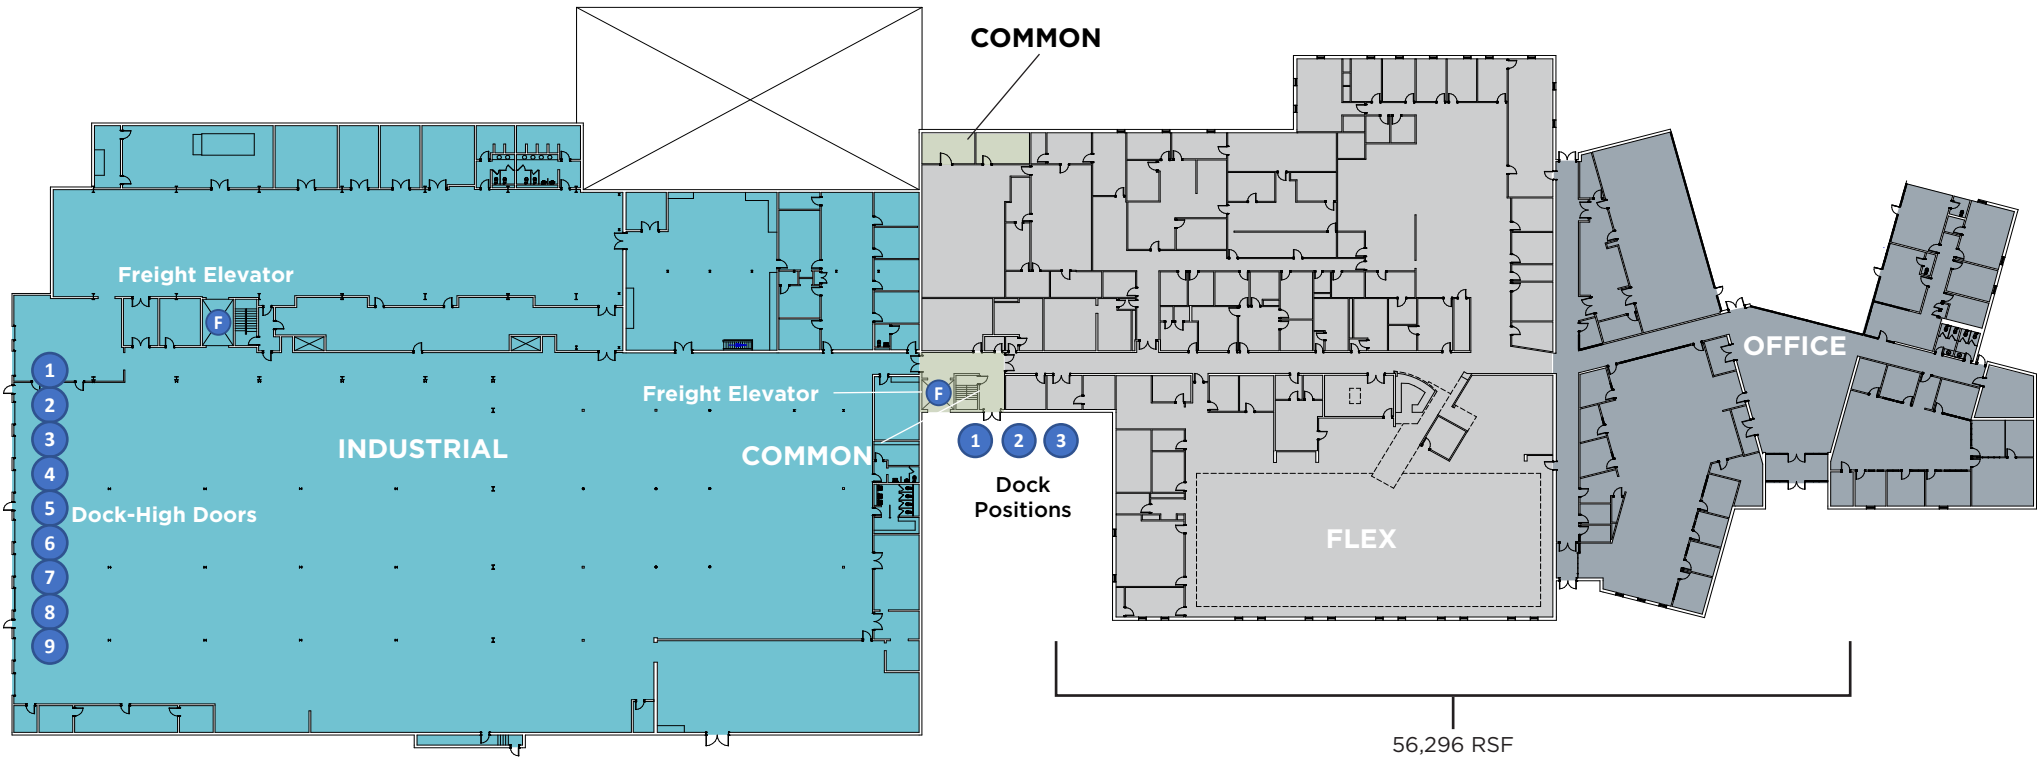 COMMON
Freight Elevator
F
1
2
3
4
5
6
7
8
9
Dock-High Doors
INDUSTRIAL
Freight Elevator
F
COMMON
1 2 3
Dock
Positions
FLEX
OFFICE
56,296 RSF